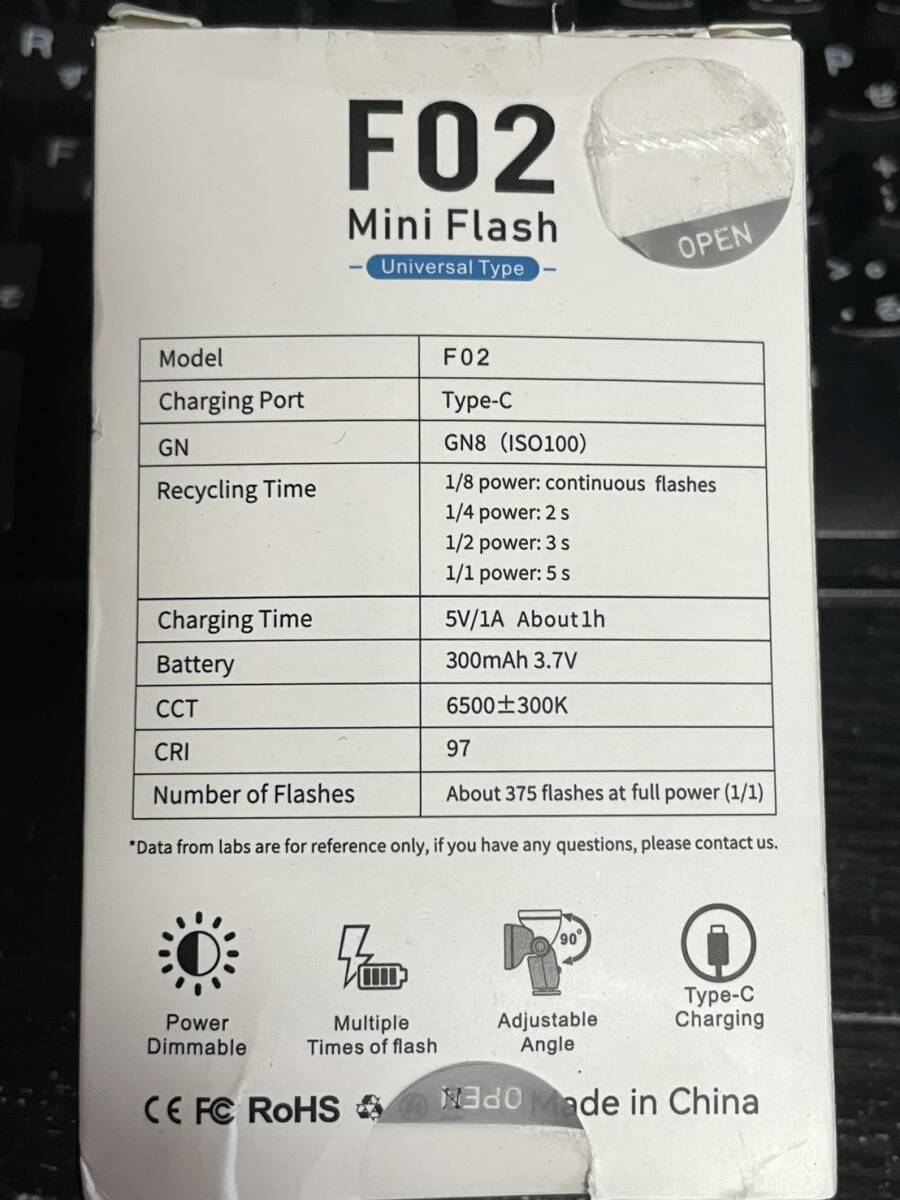 F02
Mini Flash
Universal Type
OPEN
Model F02
Charging Port Type-C
GN GN8（ISO100）
Recycling Time 1/8 power: continuous flashes
1/4 power: 2 s
1/2 power: 3 s
1/1 power: 5 s
Charging Time 5V/1A About 1h
Battery 300mAh 3.7V
CCT 6500±300K
CRI 97
Number of Flashes About 375 flashes at full power (1/1)
*Data from labs are for reference only, if you have any questions, please contact us.
90°
Power
Dimmable
Multiple
Times of flash
Adjustable
Angle
Type-C
Charging
CE FC RoHS
OPEN
Made in China
R
F
P
せ